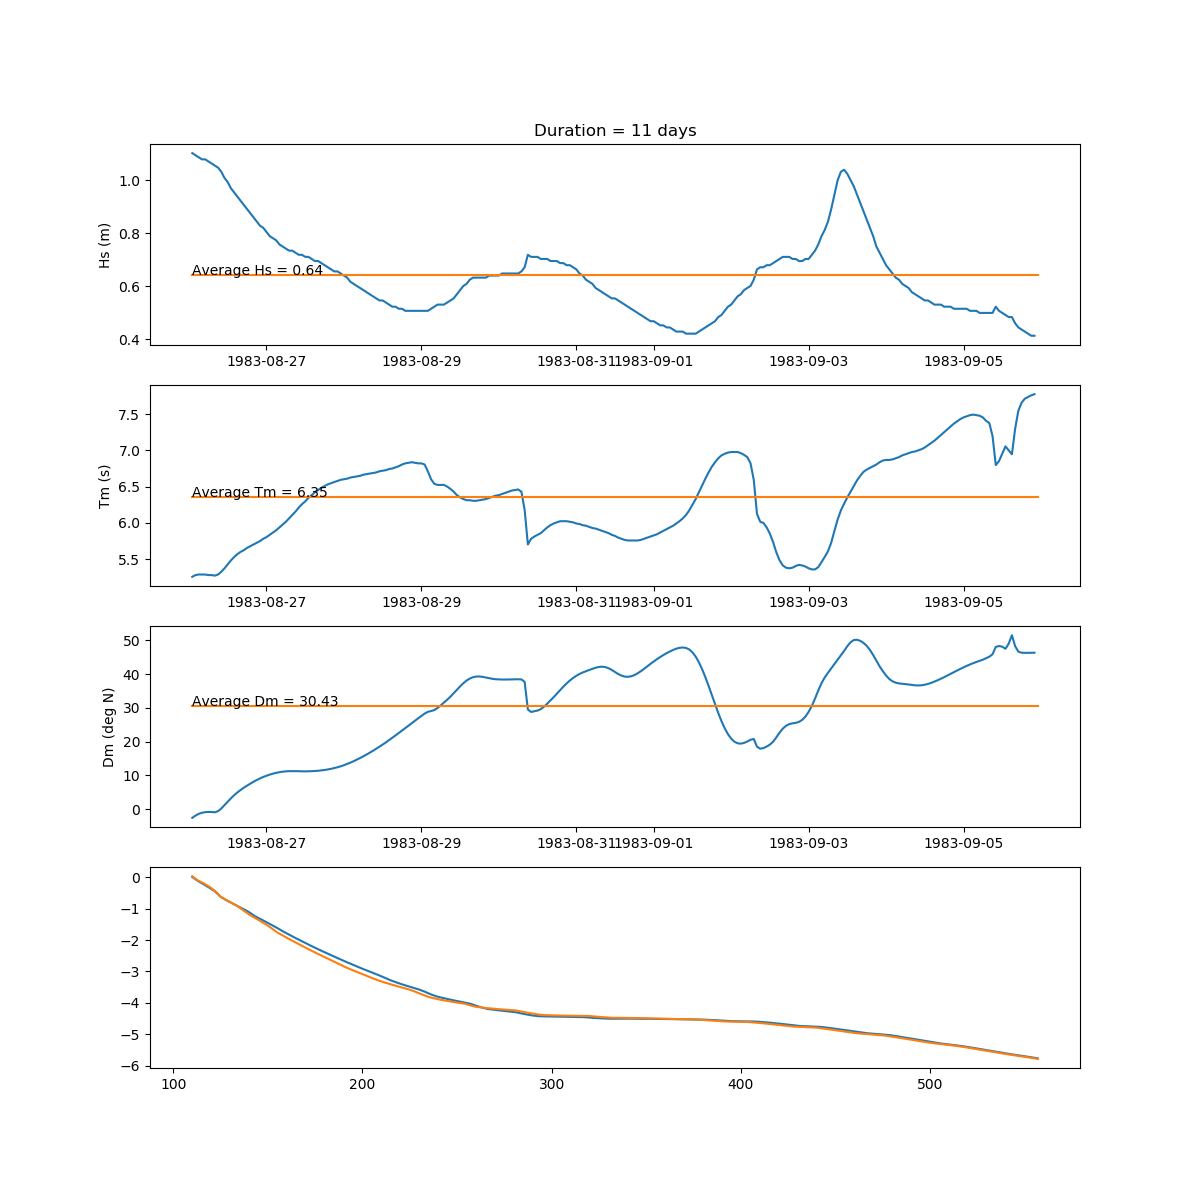 Duration = 11 days
Hs (m)
1.0
0.8
0.6
0.4
Average Hs = 0.64
1983-08-27 1983-08-29 1983-08-31 1983-09-01 1983-09-03 1983-09-05
Tm (s)
7.5
7.0
6.5
6.0
5.5
Average Tm = 6.35
1983-08-27 1983-08-29 1983-08-31 1983-09-01 1983-09-03 1983-09-05
Dm (deg N)
50
40
30
20
10
0
Average Dm = 30.43
1983-08-27 1983-08-29 1983-08-31 1983-09-01 1983-09-03 1983-09-05
0
−1
−2
−3
−4
−5
−6
100 200 300 400 500